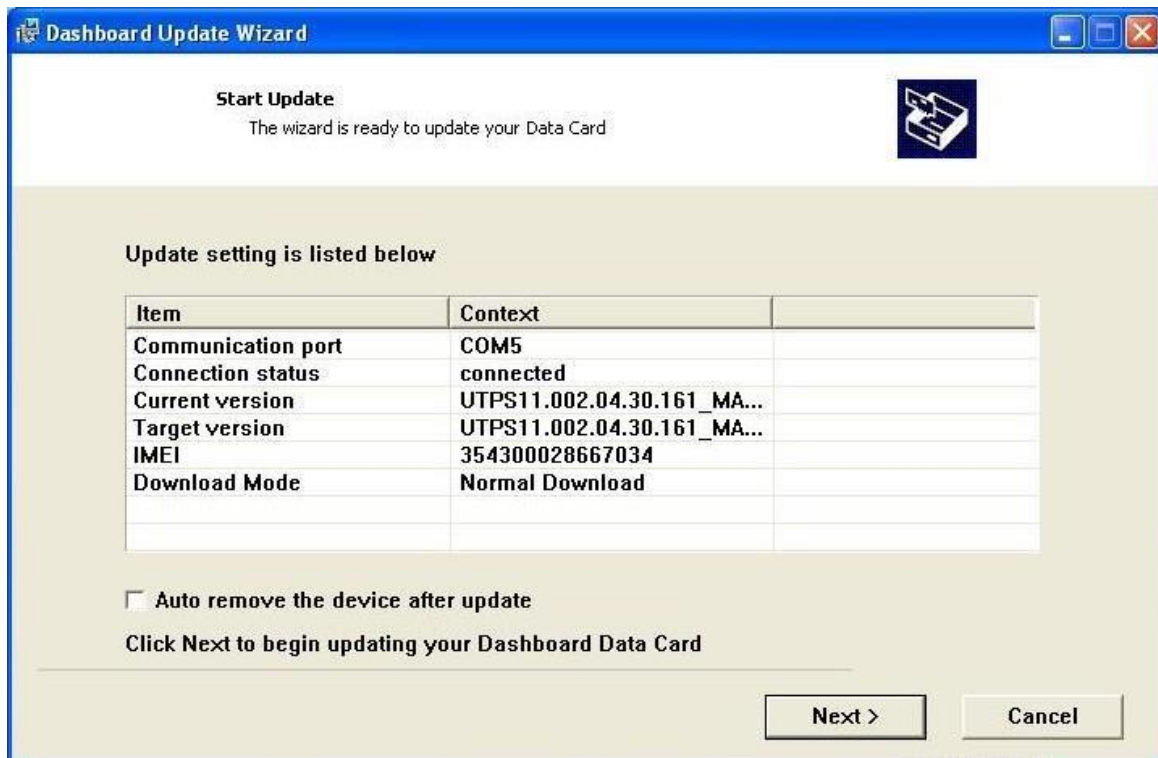 Dashboard Update Wizard
Start Update
The wizard is ready to update your Data Card
Update setting is listed below
Item Context
Communication port COM5
Connection status connected
Current version UTPS11.002.04.30.161_MA...
Target version UTPS11.002.04.30.161_MA...
IMEI 354300028667034
Download Mode Normal Download
Auto remove the device after update
Click Next to begin updating your Dashboard Data Card
Next > Cancel